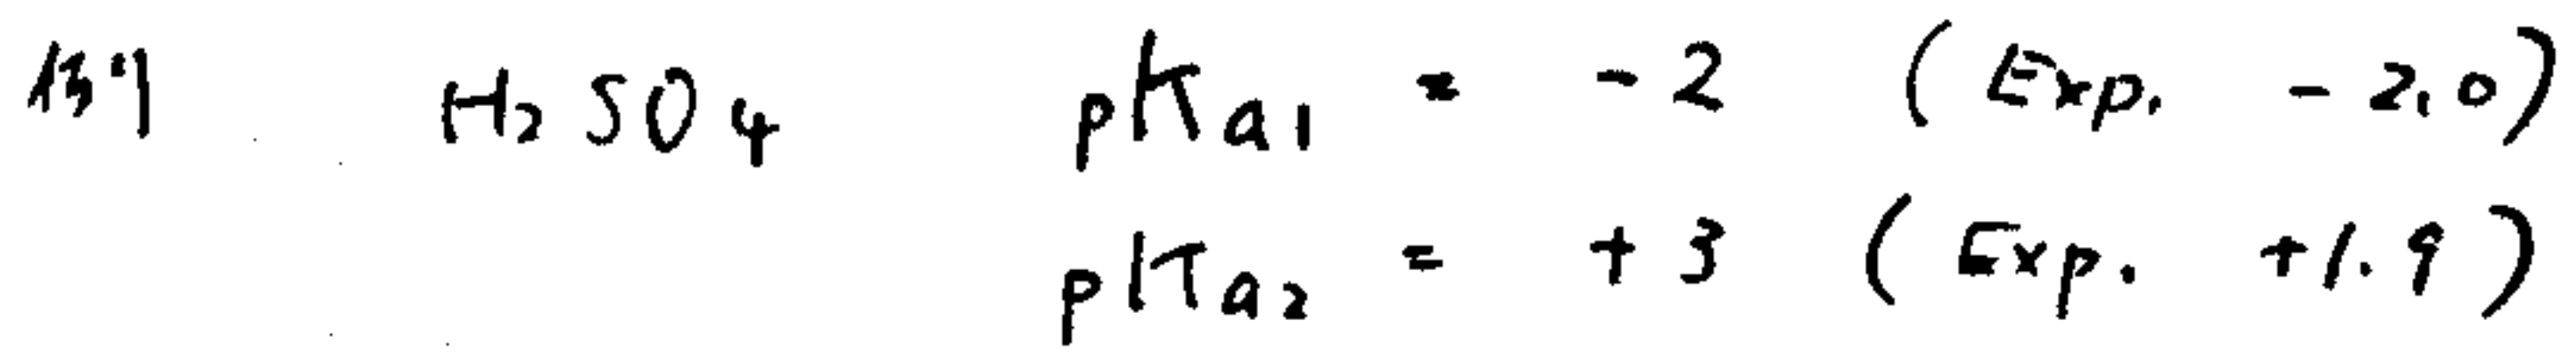 例 H₂SO₄ pKa₁ = -2 (Exp. -2.0)
pKa₂ = +3 (Exp. +1.9)